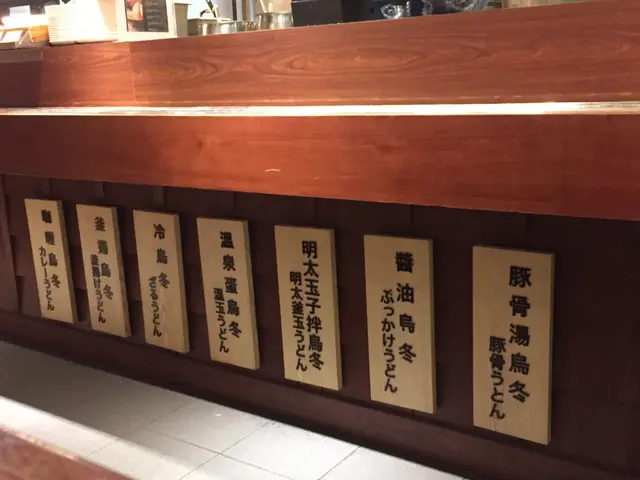 豚骨湯烏冬
豚骨うどん
醬油烏冬
ぶっかけうどん
明太玉子拌烏冬
明太釜玉うどん
溫泉蛋烏冬
温玉うどん
冷烏冬
ざるうどん
釜揚烏冬
釜揚げうどん
咖喱烏冬
カレーうどん